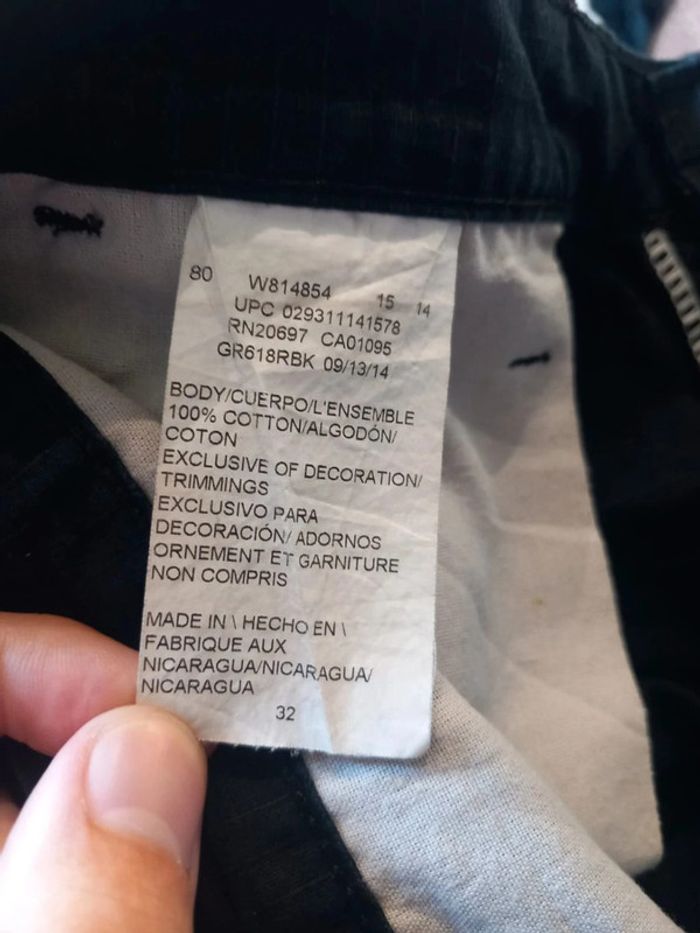 80 W814854 15 14
UPC 029311141578
RN20697 CA01095
GR618RBK 09/13/14
BODY/CUERPO/L'ENSEMBLE
100% COTTON/ALGODÓN/
COTON
EXCLUSIVE OF DECORATION/
TRIMMINGS
EXCLUSIVO PARA
DECORACIÓN/ ADORNOS
ORNEMENT ET GARNITURE
NON COMPRIS
MADE IN \ HECHO EN \
FABRIQUE AUX
NICARAGUA/NICARAGUA/
NICARAGUA
32